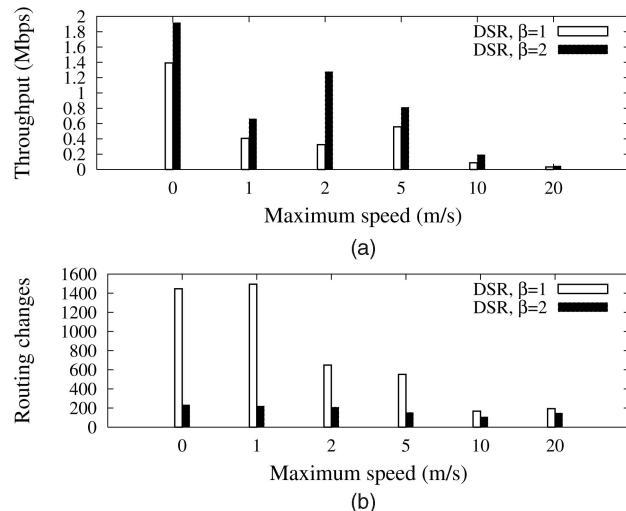 2
1.8
1.6
1.4
1.2
1
0.8
0.6
0.4
0.2
0
Throughput (Mbps)
DSR, β=1
DSR, β=2
0 1 2 5 10 20
Maximum speed (m/s)
(a)
1600
1400
1200
1000
800
600
400
200
0
Routing changes
DSR, β=1
DSR, β=2
0 1 2 5 10 20
Maximum speed (m/s)
(b)